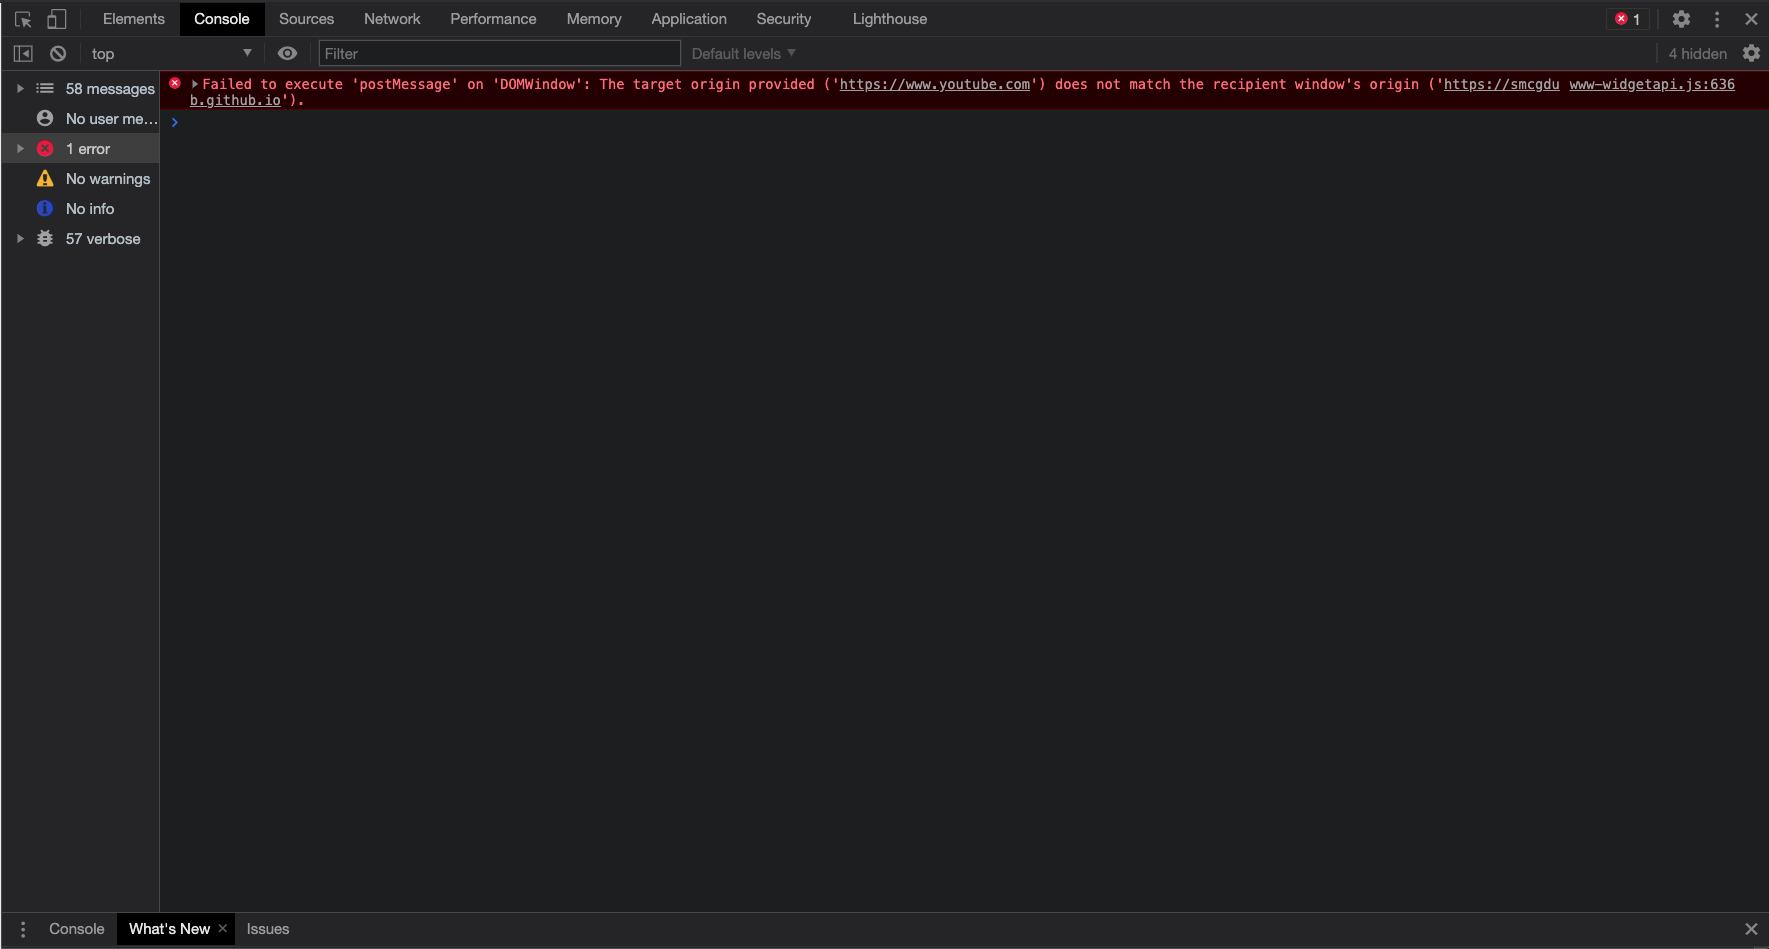 Elements Console Sources Network Performance Memory Application Security Lighthouse 1
top Filter Default levels 4 hidden
58 messages
No user me...
1 error
No warnings
No info
57 verbose
Failed to execute 'postMessage' on 'DOMWindow': The target origin provided ('https://www.youtube.com') does not match the recipient window's origin ('https://smcgdu www-widgetapi.js:636
b.github.io').
Console What's New Issues